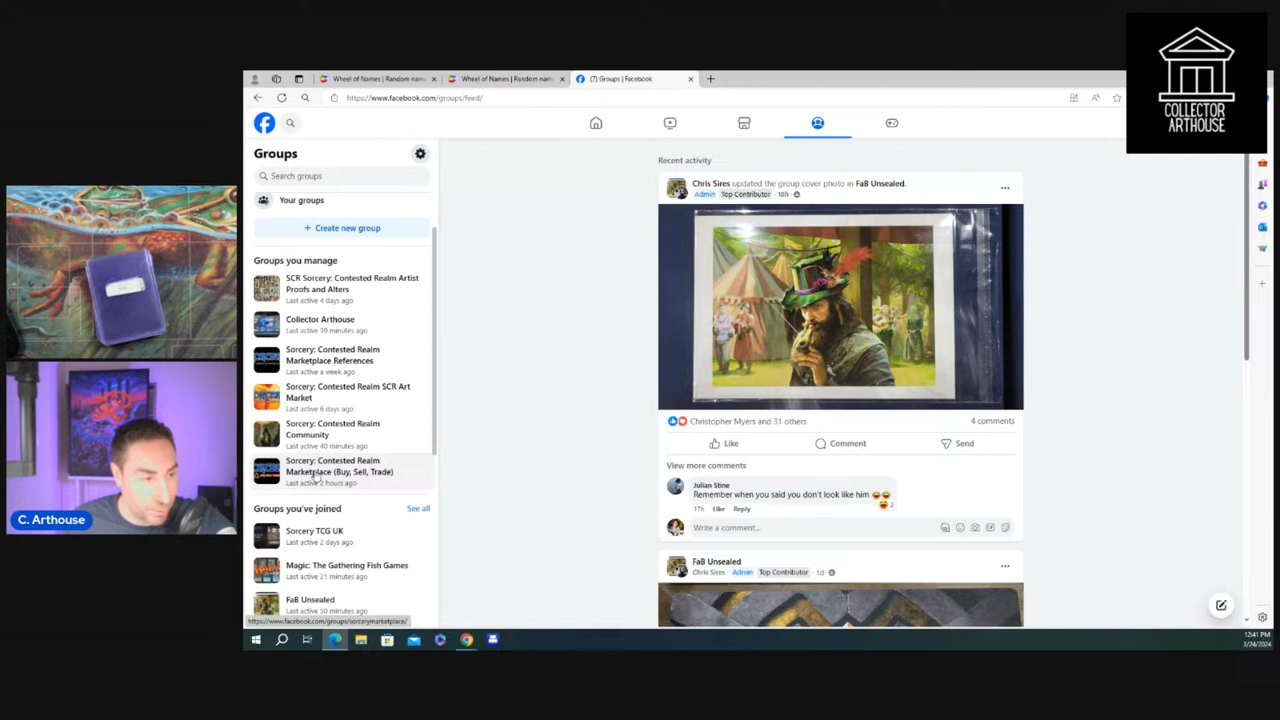 COLLECTOR
ARTHOUSE
Wheel of Names | Random nam
Wheel of Names | Random nam
(7) Groups | Facebook
https://www.facebook.com/groups/feed/
Groups
Search groups
Your groups
+ Create new group
Groups you manage
SCR Sorcery: Contested Realm Artist
Proofs and Alters
Last active 4 days ago
Collector Arthouse
Last active 39 minutes ago
Sorcery: Contested Realm
Marketplace References
Last active a week ago
Sorcery: Contested Realm SCR Art
Market
Last active 6 days ago
Sorcery: Contested Realm
Community
Last active 40 minutes ago
Sorcery: Contested Realm
Marketplace (Buy, Sell, Trade)
Last active 2 hours ago
Groups you've joined
See all
Sorcery TCG UK
Last active 2 days ago
Magic: The Gathering Fish Games
Last active 21 minutes ago
FaB Unsealed
Last active 50 minutes ago
https://www.facebook.com/groups/sorcerymarketplace/
Recent activity
Chris Sires updated the group cover photo in FaB Unsealed.
Admin Top Contributor · 18h ·
Christopher Myers and 31 others
4 comments
Like
Comment
Send
View more comments
Julian Stine
Remember when you said you don't look like him
2
17h Like Reply
Write a comment...
FaB Unsealed
Chris Sires · Admin Top Contributor · 1d ·
C. Arthouse
12:41 PM
3/24/2024